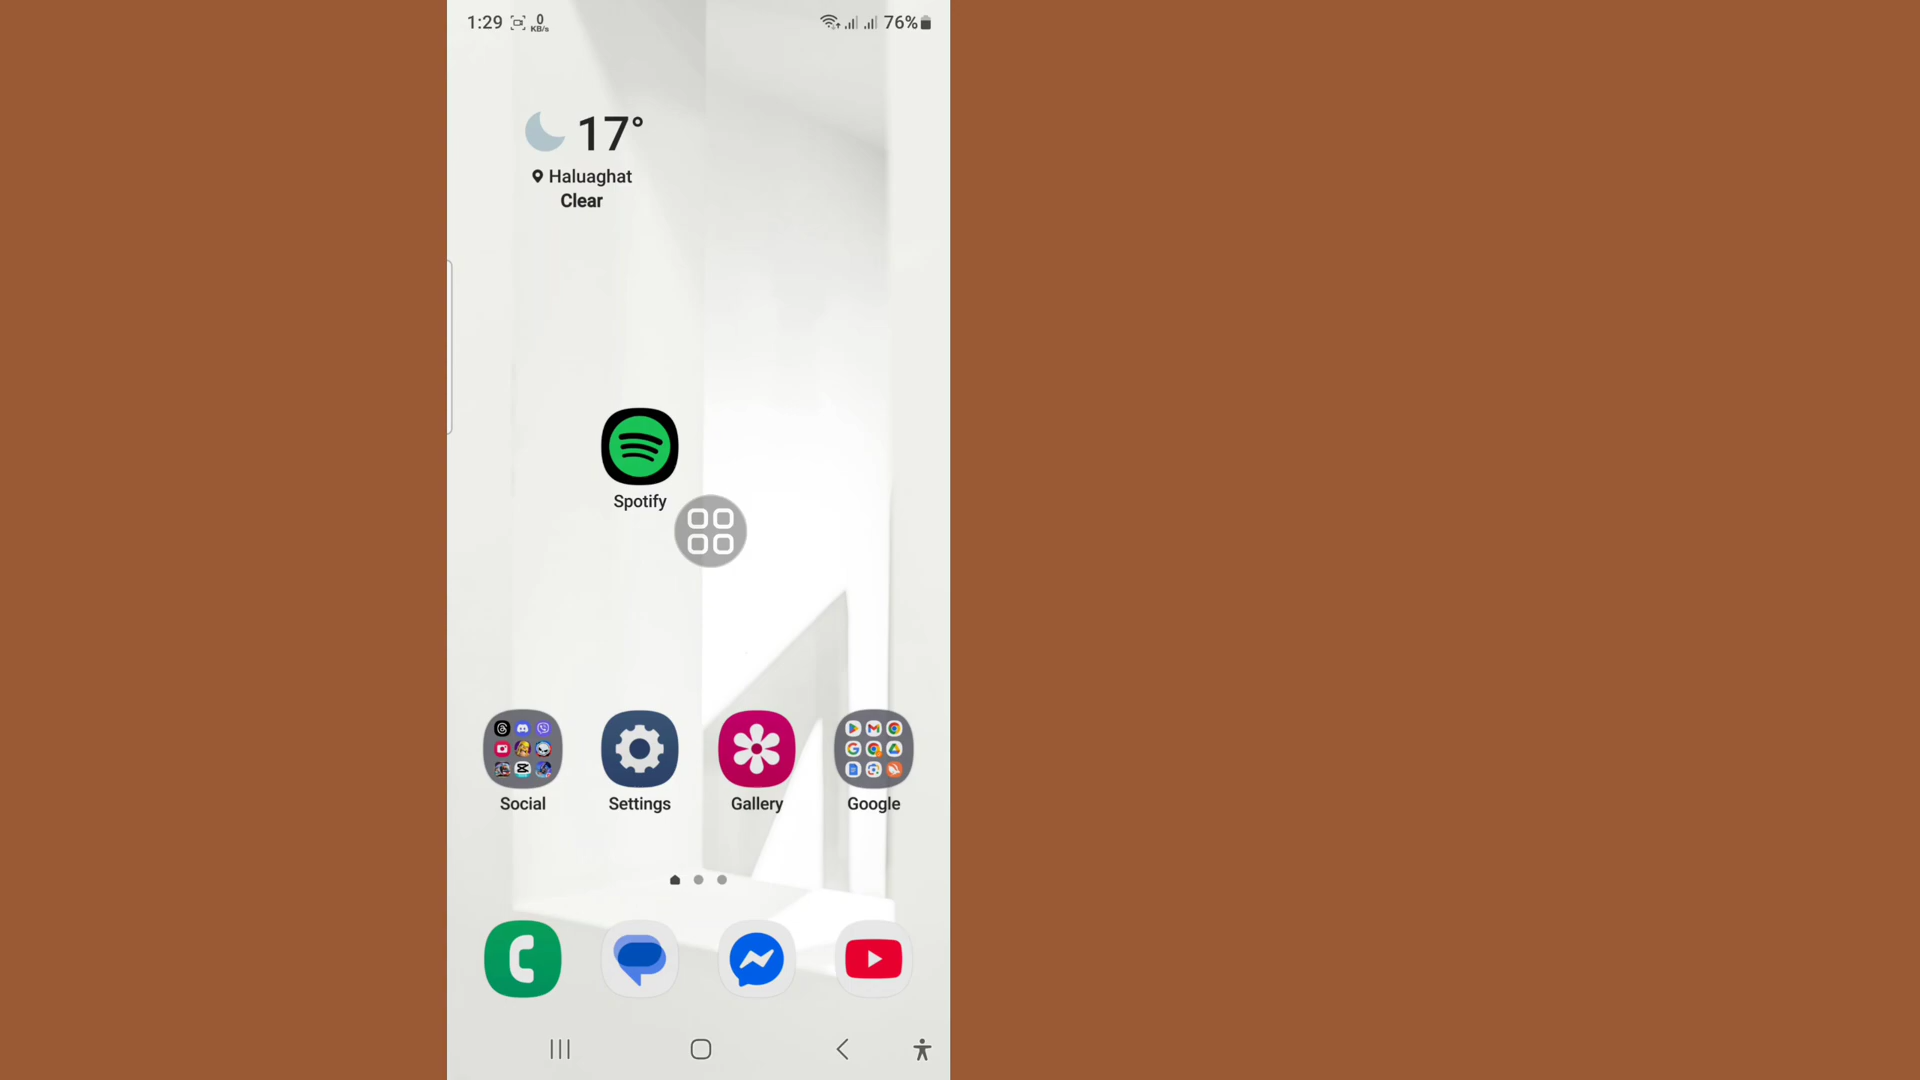 1:29 0 KB/s 76%
17°
Haluaghat
Clear
Spotify
Social Settings Gallery Google